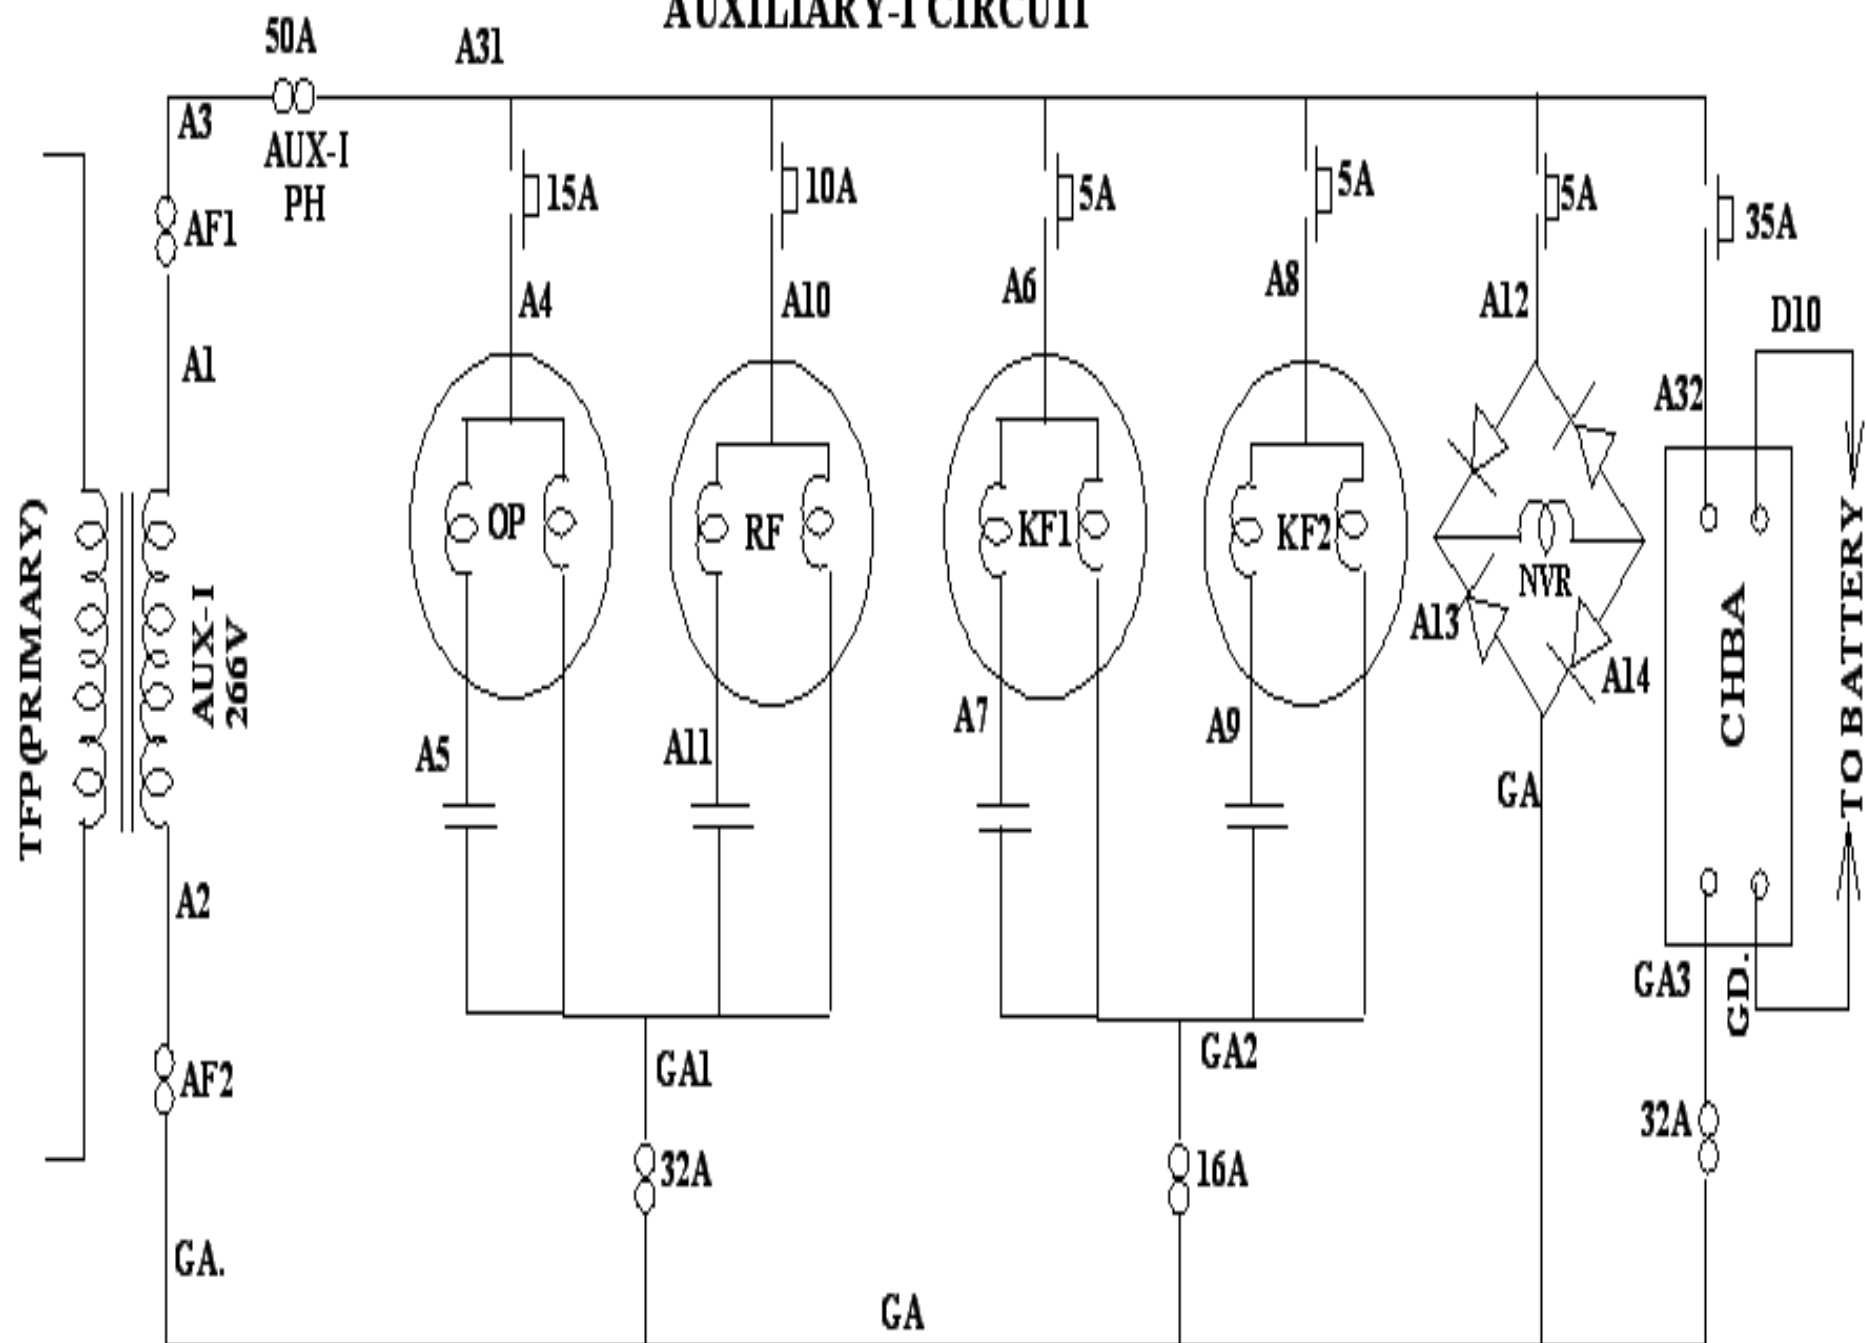 AUXILIARY-I CIRCUIT
50A
A31
A3
AUX-I
PH
AF1
15A
10A
5A
5A
5A
35A
A1
A4
A10
A6
A8
A12
D10
A32
OP
RF
KF1
KF2
NVR
A13
A14
TFP(PRIMARY)
AUX-I
266V
CHBA
TO BATTERY
A5
A11
A7
A9
GA
A2
GA3
GD.
AF2
GA1
GA2
32A
16A
32A
GA.
GA